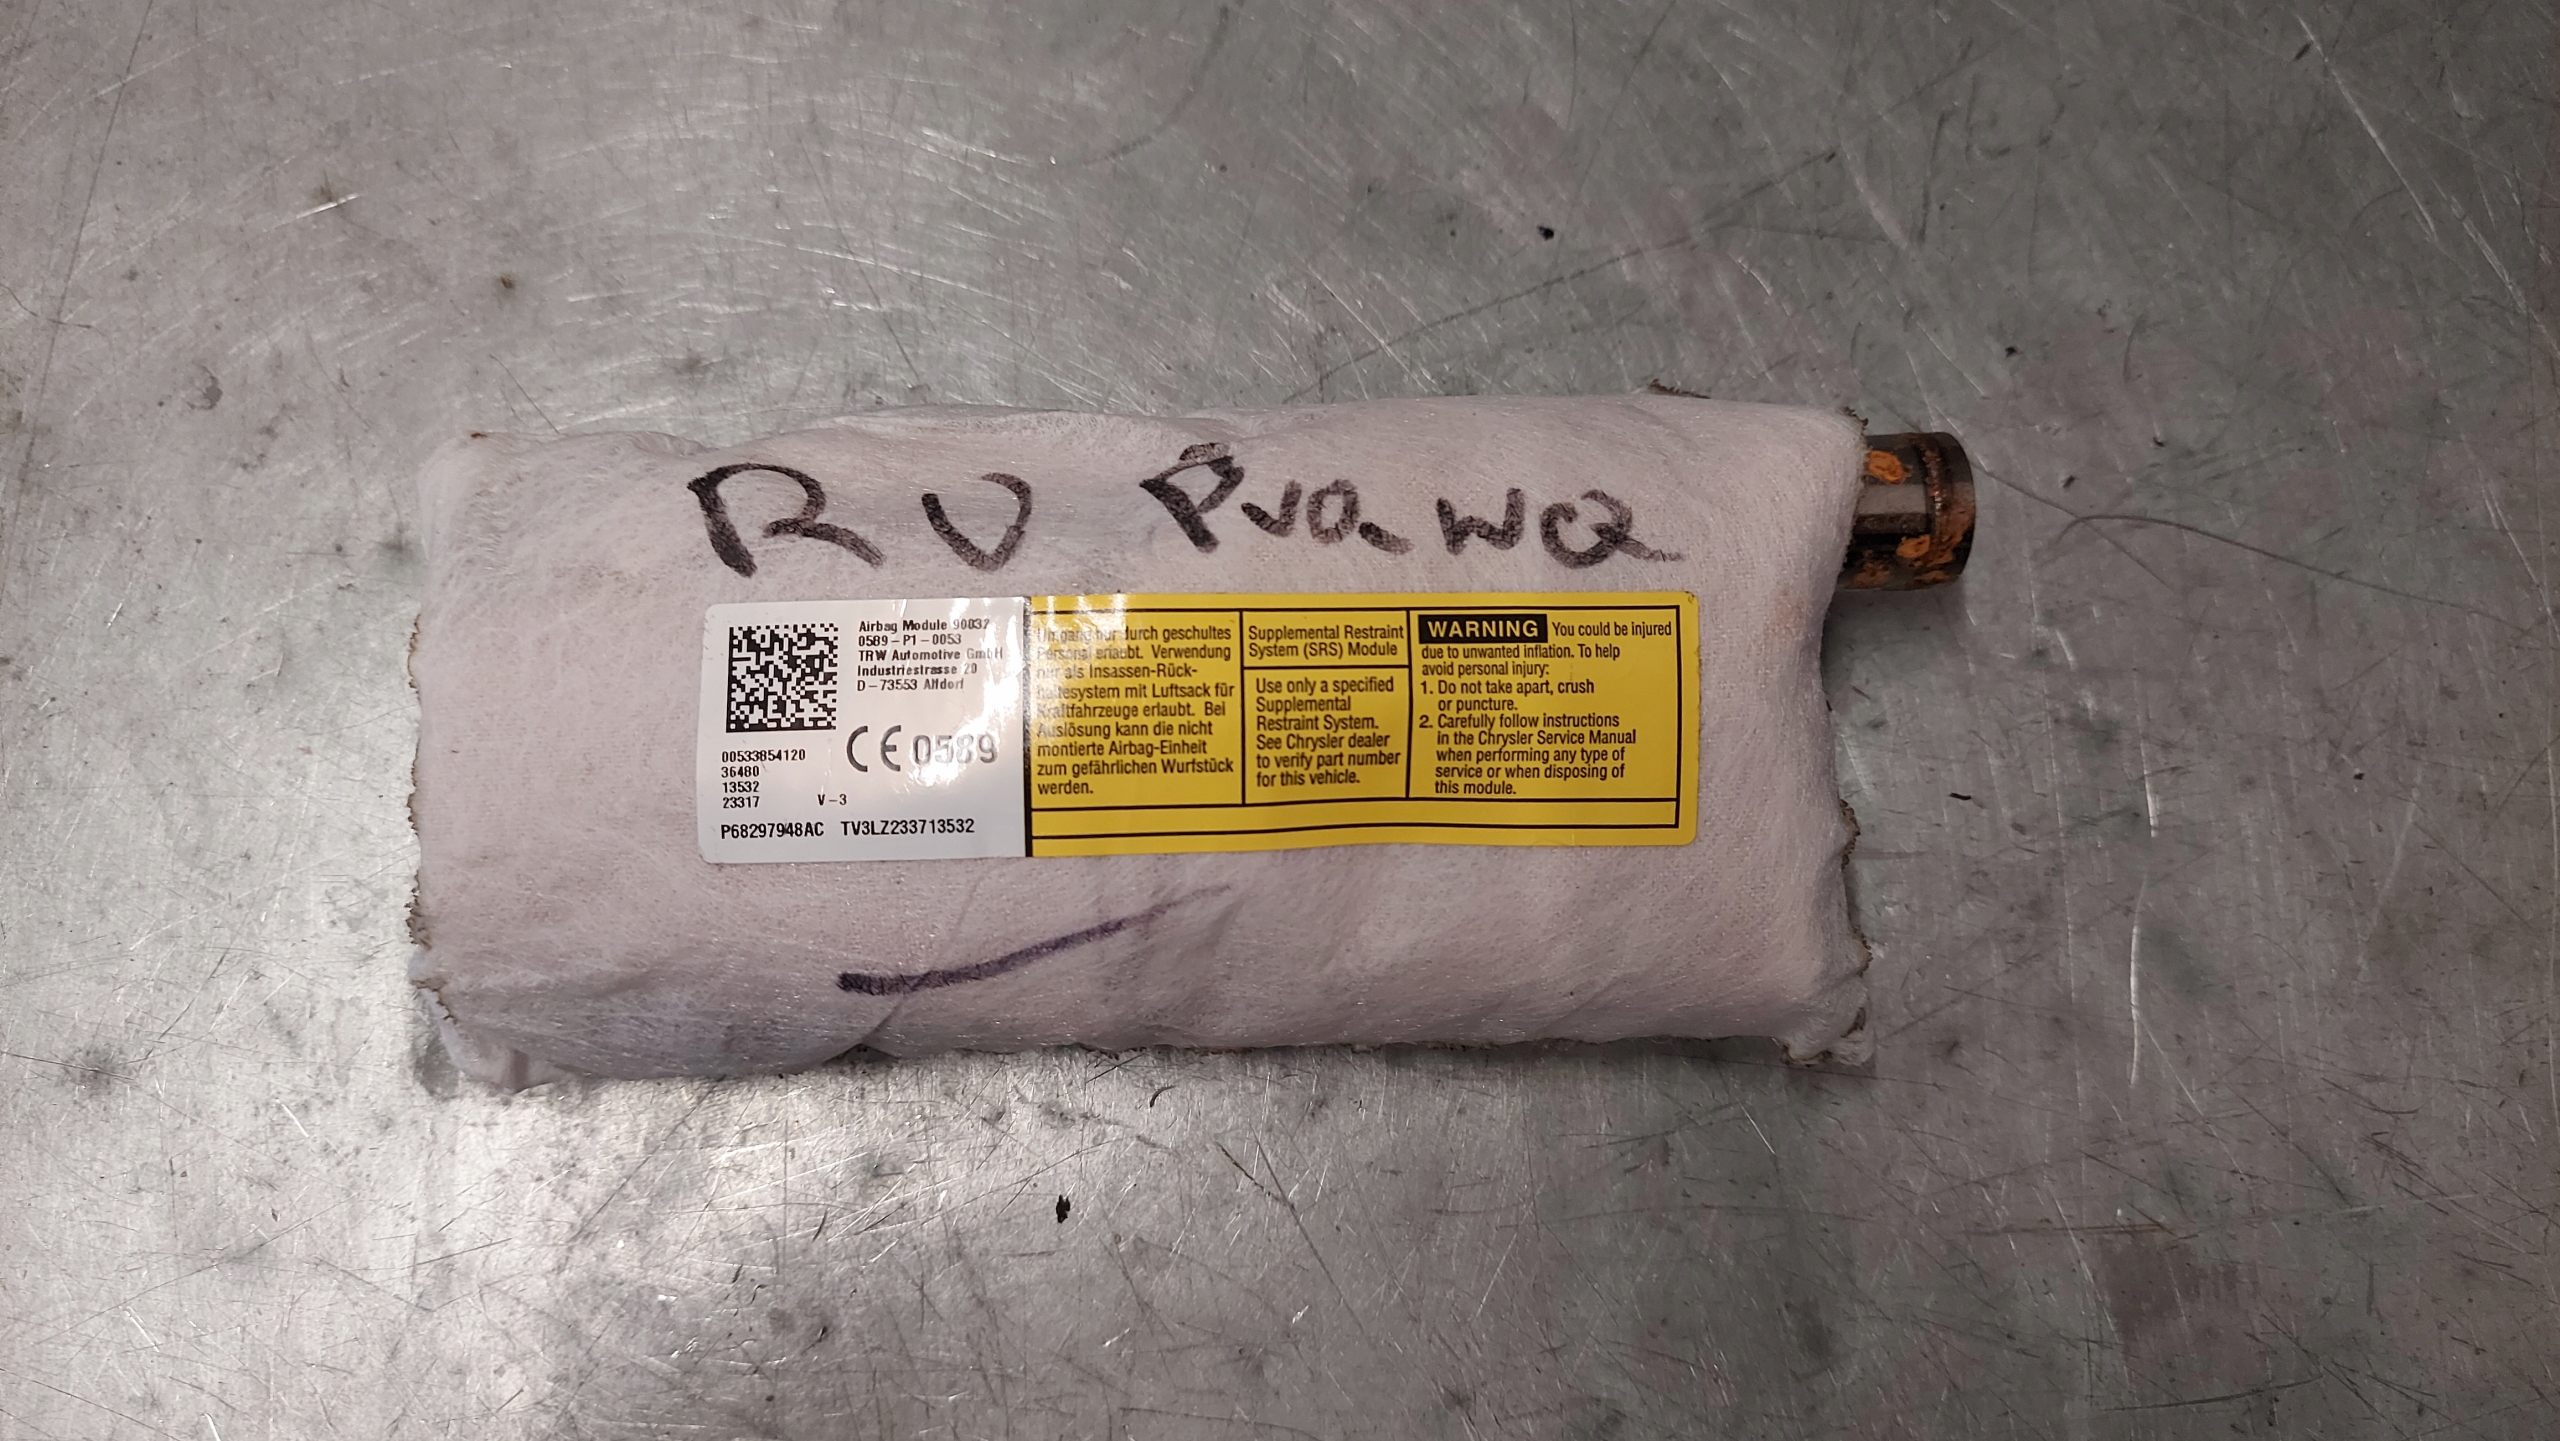 RU Prawa
Airbag Module 90032
0589-P1-0053
TRW Automotive GmbH
Industriestrasse 20
D-73553 Alfdorf
CE 0589
00533854120
36480
13532
23317 V-3
P68297948AC TV3LZ233713532
Umgang nur durch geschultes
Personal erlaubt. Verwendung
nur als Insassen-Rück-
haltesystem mit Luftsack für
Kraftfahrzeuge erlaubt. Bei
Auslösung kann die nicht
montierte Airbag-Einheit
zum gefährlichen Wurfstück
werden.
Supplemental Restraint
System (SRS) Module
Use only a specified
Supplemental
Restraint System.
See Chrysler dealer
to verify part number
for this vehicle.
WARNING You could be injured
due to unwanted inflation. To help
avoid personal injury:
1. Do not take apart, crush
or puncture.
2. Carefully follow instructions
in the Chrysler Service Manual
when performing any type of
service or when disposing of
this module.